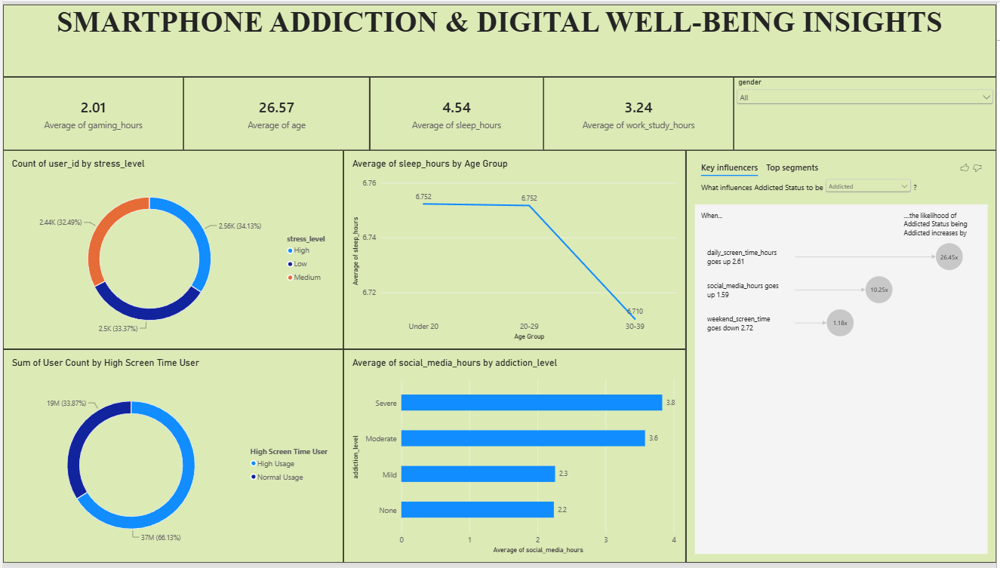 SMARTPHONE ADDICTION & DIGITAL WELL-BEING INSIGHTS
2.01
Average of gaming_hours
26.57
Average of age
4.54
Average of sleep_hours
3.24
Average of work_study_hours
gender
All
Count of user_id by stress_level
2.44K (32.49%)
2.56K (34.13%)
2.5K (33.37%)
stress_level
High
Low
Medium
Average of sleep_hours by Age Group
6.76
6.74
6.72
Average of sleep_hours
6.752
6.752
6.710
Under 20
20-29
30-39
Age Group
Key influencers
Top segments
What influences Addicted Status to be
Addicted
?
When...
....the likelihood of
Addicted Status being
Addicted increases by
daily_screen_time_hours
goes up 2.61
26.45x
social_media_hours goes
up 1.59
10.25x
weekend_screen_time
goes down 2.72
1.18x
Sum of User Count by High Screen Time User
19M (33.87%)
37M (66.13%)
High Screen Time User
High Usage
Normal Usage
Average of social_media_hours by addiction_level
addiction_level
Severe
3.8
Moderate
3.6
Mild
2.3
None
2.2
0
1
2
3
4
Average of social_media_hours